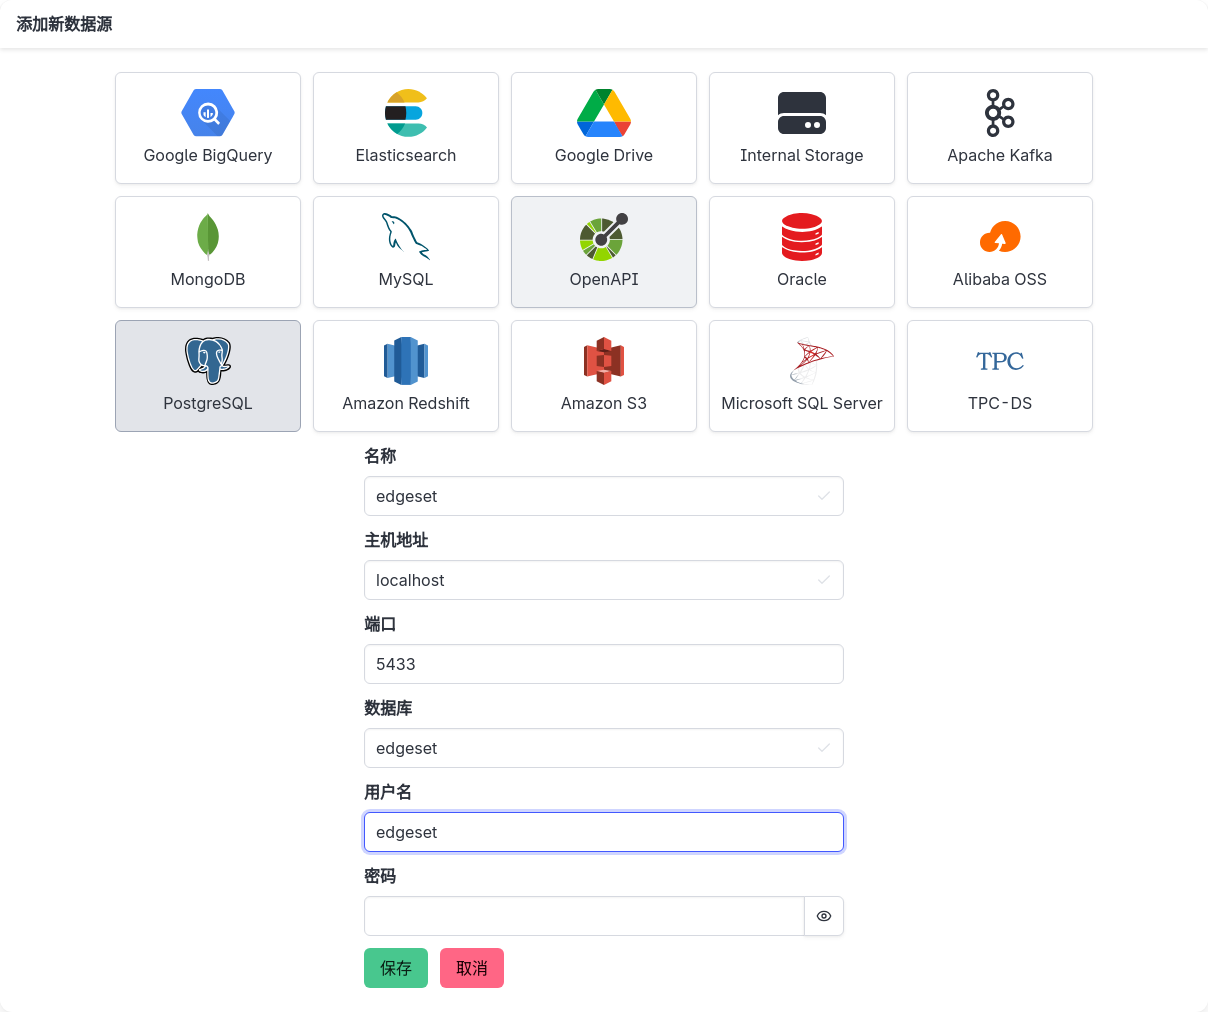 添加新数据源
Google BigQuery
Elasticsearch
Google Drive
Internal Storage
Apache Kafka
MongoDB
MySQL
OpenAPI
Oracle
Alibaba OSS
PostgreSQL
Amazon Redshift
Amazon S3
Microsoft SQL Server
TPC
TPC-DS
名称
edgeset
主机地址
localhost
端口
5433
数据库
edgeset
用户名
edgeset
密码
保存
取消